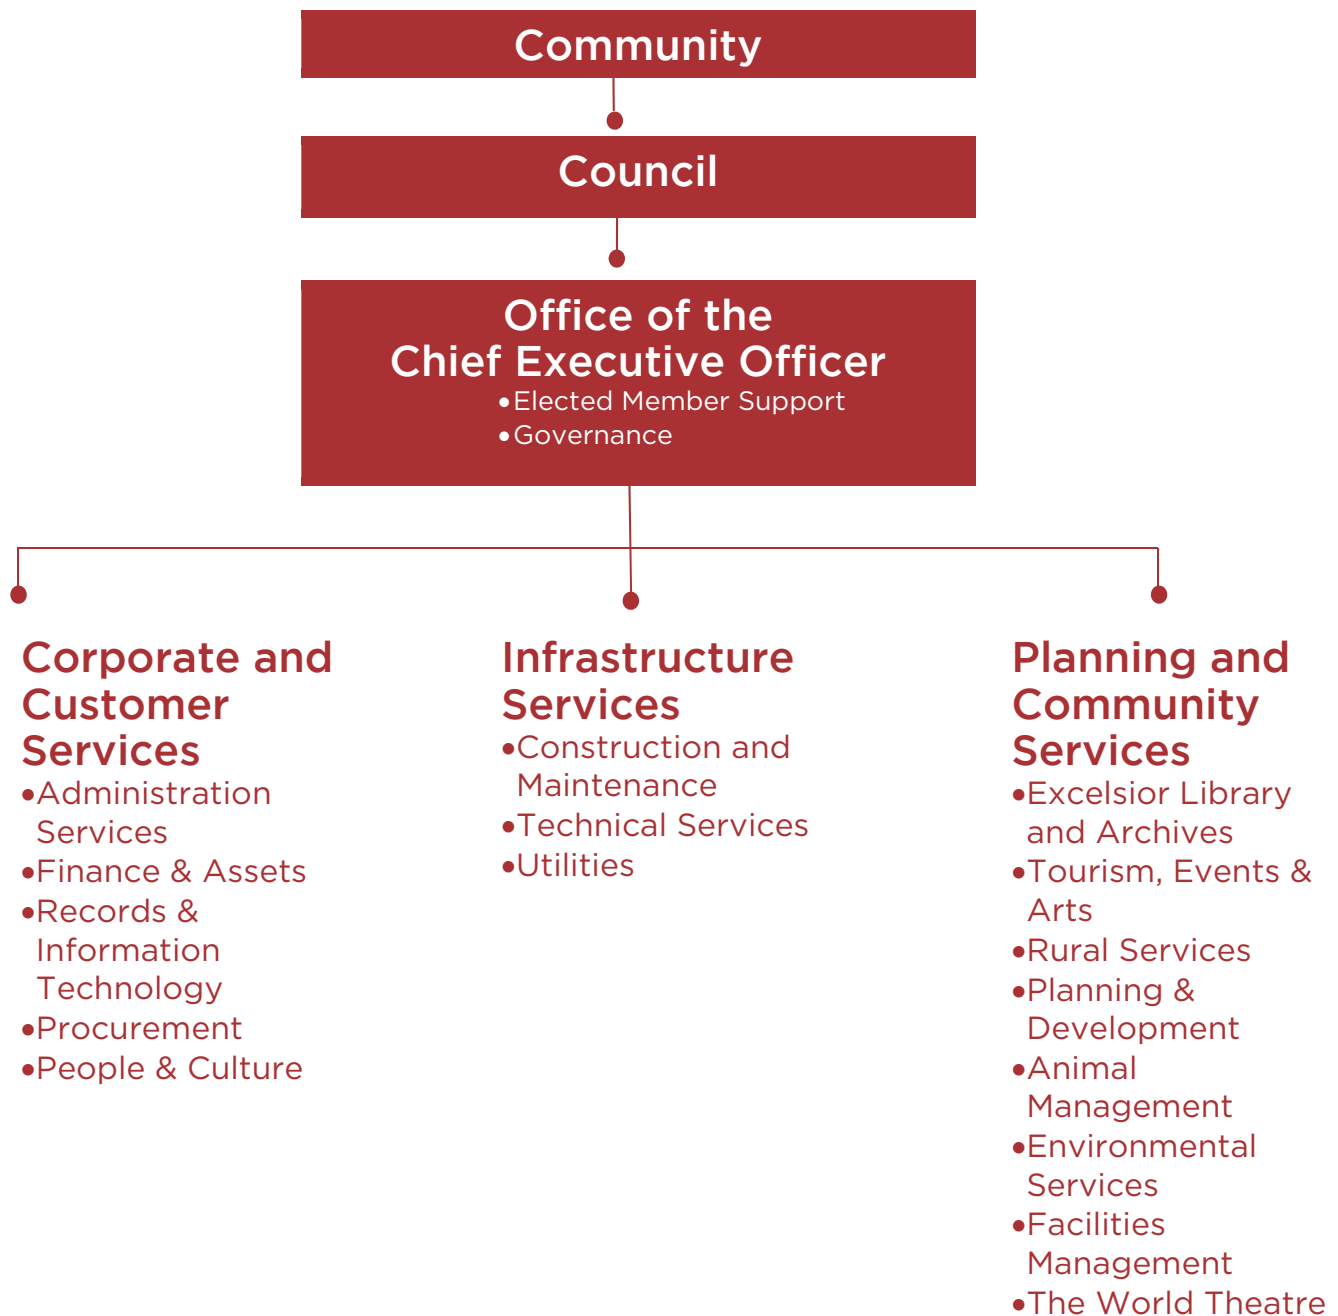 Community
Council
Office of the
Chief Executive Officer
•Elected Member Support
•Governance
Corporate and
Customer
Services
•Administration
Services
•Finance & Assets
•Records &
Information
Technology
•Procurement
•People & Culture
Infrastructure
Services
•Construction and
Maintenance
•Technical Services
•Utilities
Planning and
Community
Services
•Excelsior Library
and Archives
•Tourism, Events &
Arts
•Rural Services
•Planning &
Development
•Animal
Management
•Environmental
Services
•Facilities
Management
•The World Theatre